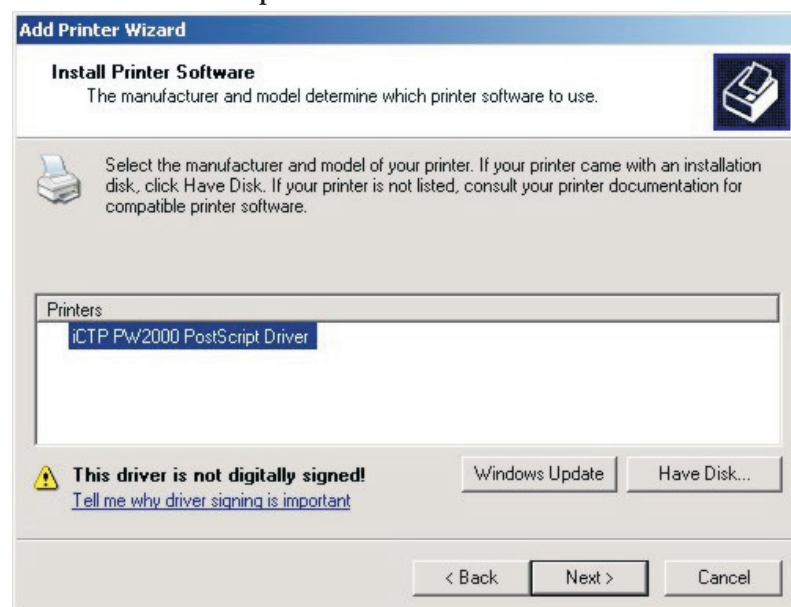 Add Printer Wizard
Install Printer Software
The manufacturer and model determine which printer software to use.
Select the manufacturer and model of your printer. If your printer came with an installation
disk, click Have Disk. If your printer is not listed, consult your printer documentation for
compatible printer software.
Printers
iCTP PW2000 PostScript Driver
This driver is not digitally signed!
Tell me why driver signing is important
Windows Update
Have Disk...
< Back
Next >
Cancel